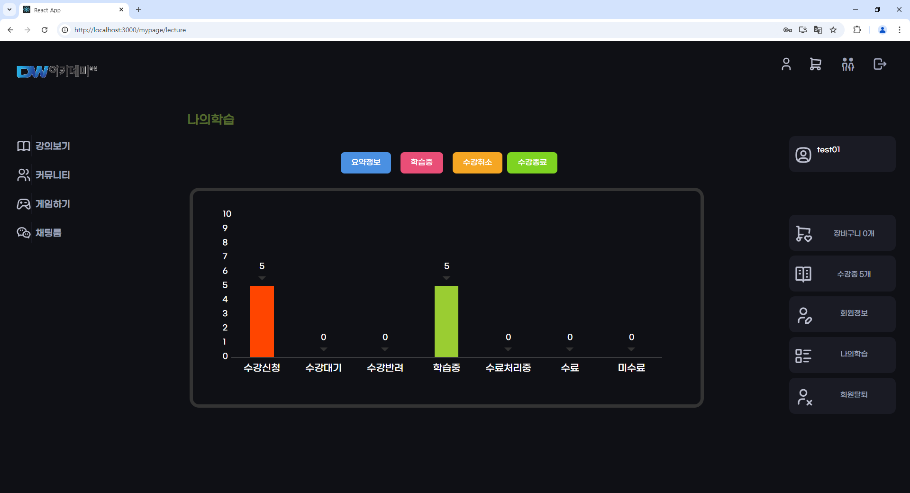 React App
http://localhost:3000/mypage/lecture
DW아카데미
나의학습
강의보기
커뮤니티
게임하기
채팅룸
요약정보 학습중 수강취소 수강종료
10
9
8
7
6
5
4
3
2
1
0
5 0 0 5 0 0 0
수강신청 수강대기 수강반려 학습중 수료처리중 수료 미수료
test01
장바구니 0개
수강중 5개
회원정보
나의학습
회원탈퇴